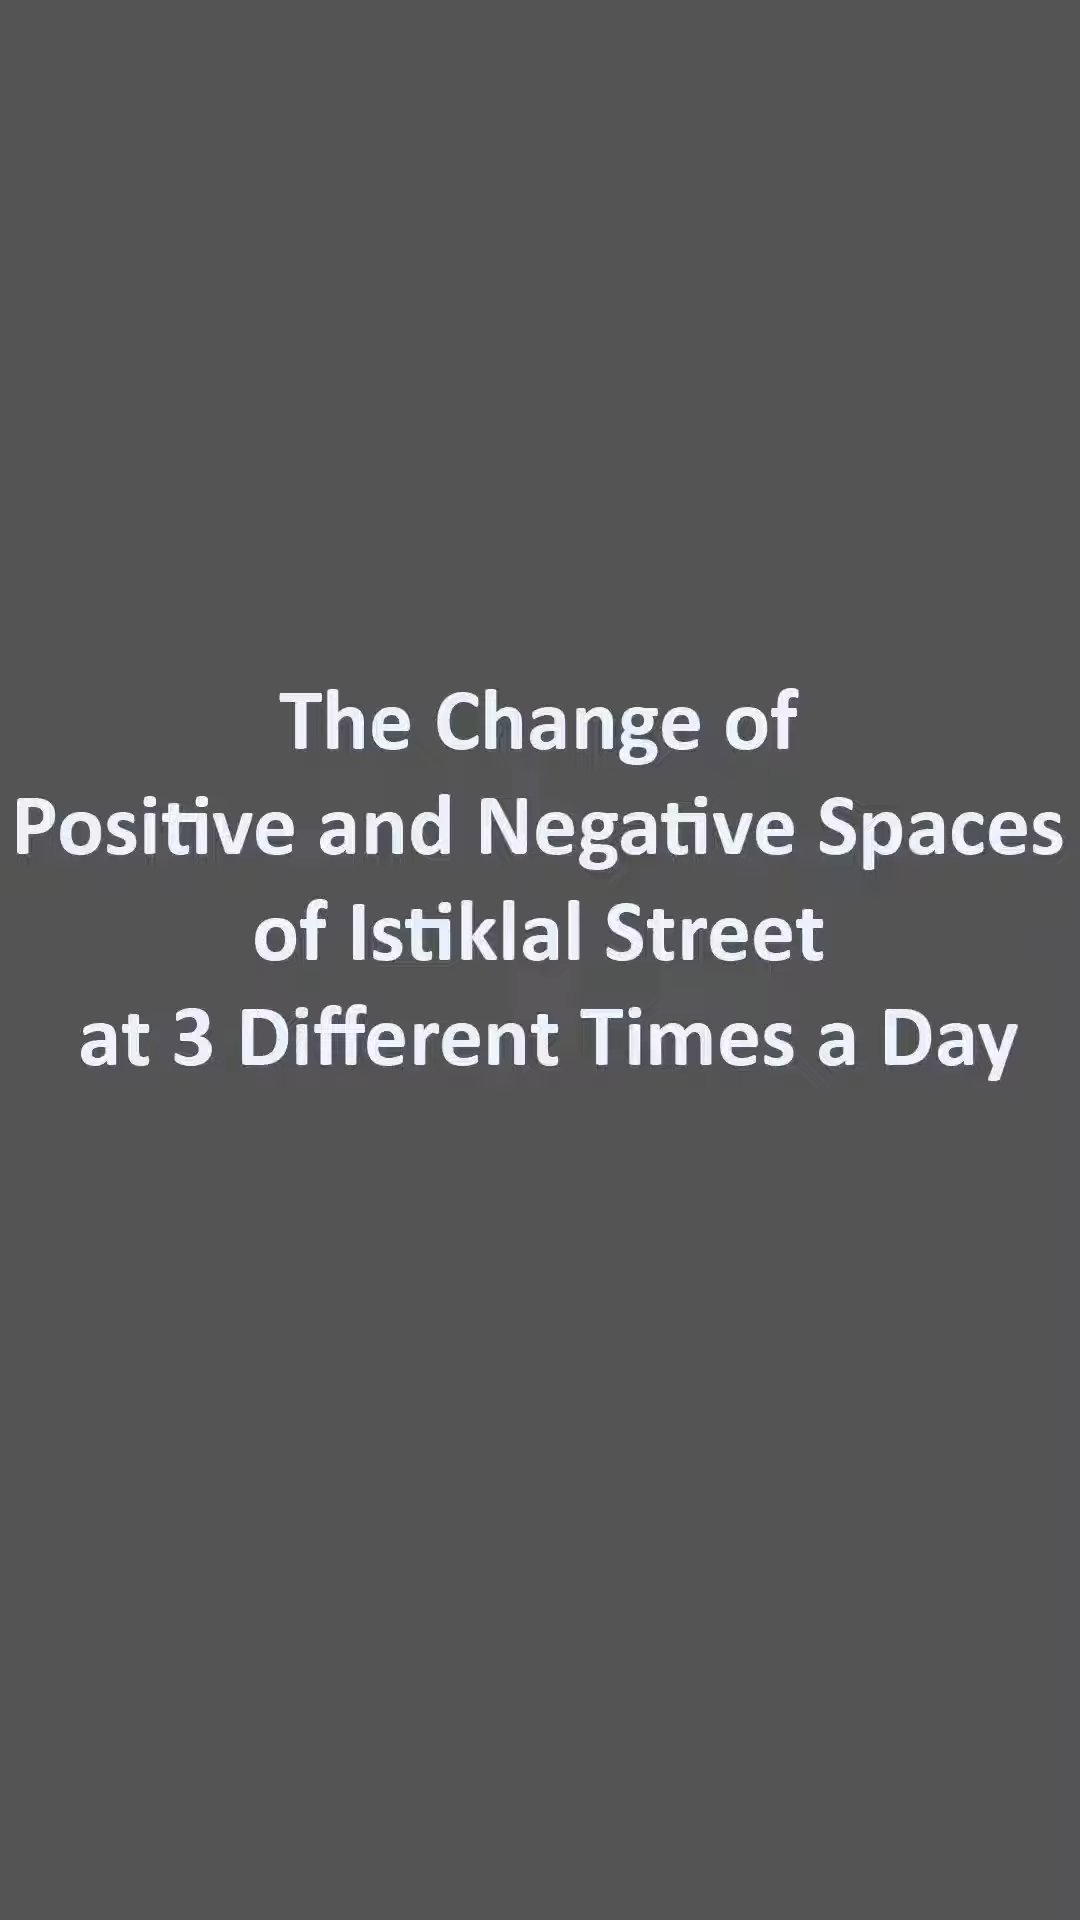 The Change of
Positive and Negative Spaces
of Istiklal Street
at 3 Different Times a Day